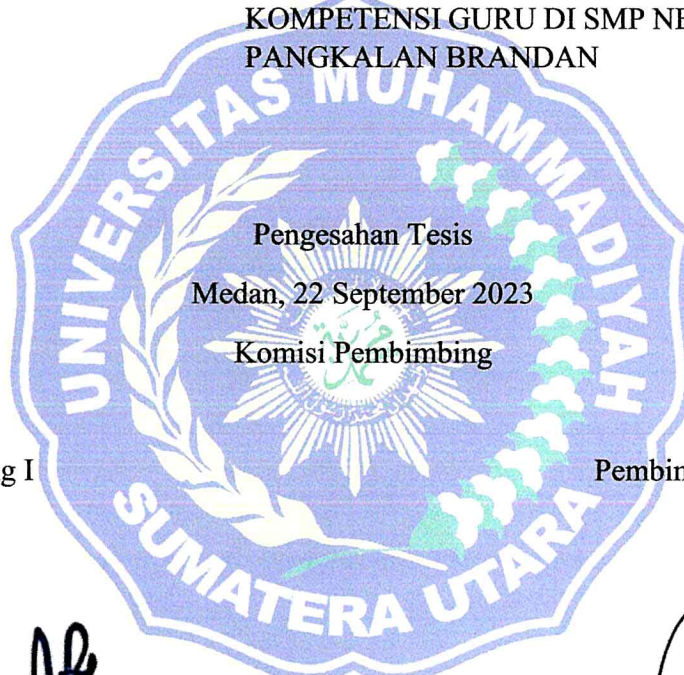 KOMPETENSI GURU DI SMP NE
PANGKALAN BRANDAN
UNIVERSITAS MUHAMMADIYAH
Pengesahan Tesis
Medan, 22 September 2023
Komisi Pembimbing
g I
Pembim
SUMATERA UTARA